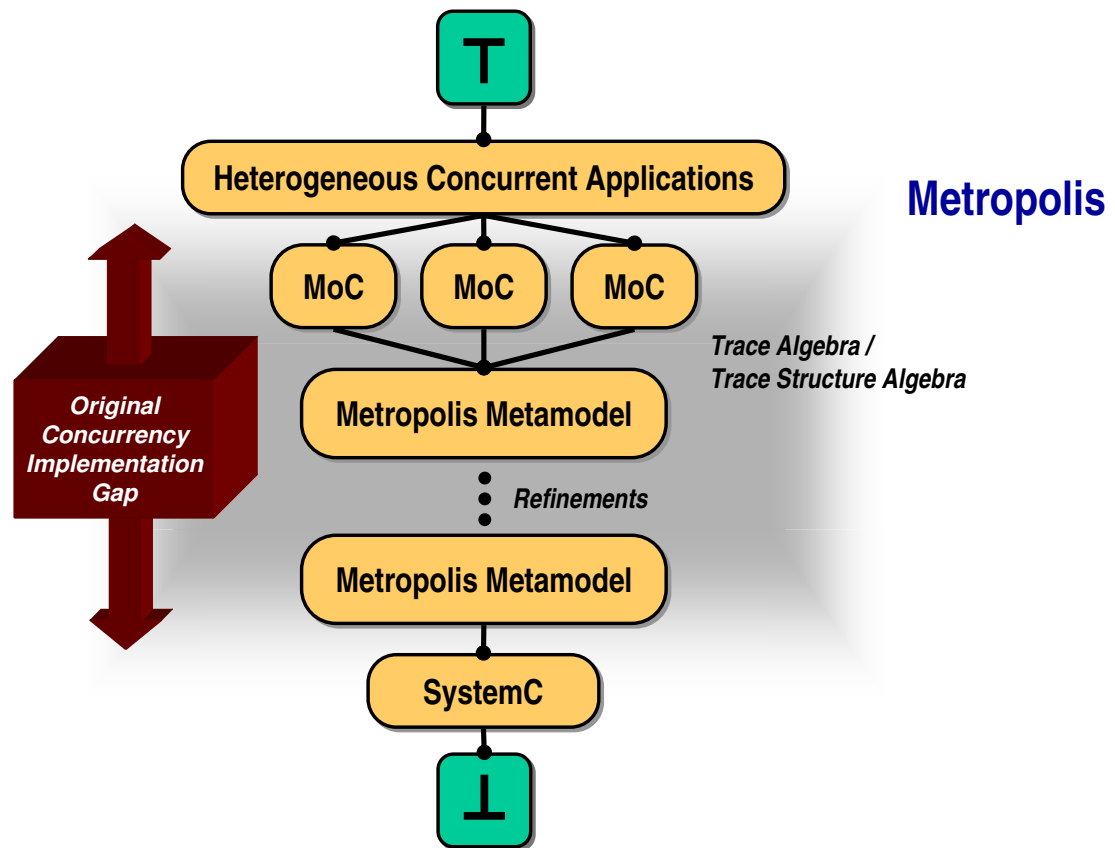 ⊤
Heterogeneous Concurrent Applications
Metropolis
MoC MoC MoC
Trace Algebra /
Trace Structure Algebra
Original
Concurrency
Implementation
Gap
Metropolis Metamodel
Refinements
Metropolis Metamodel
SystemC
⊥